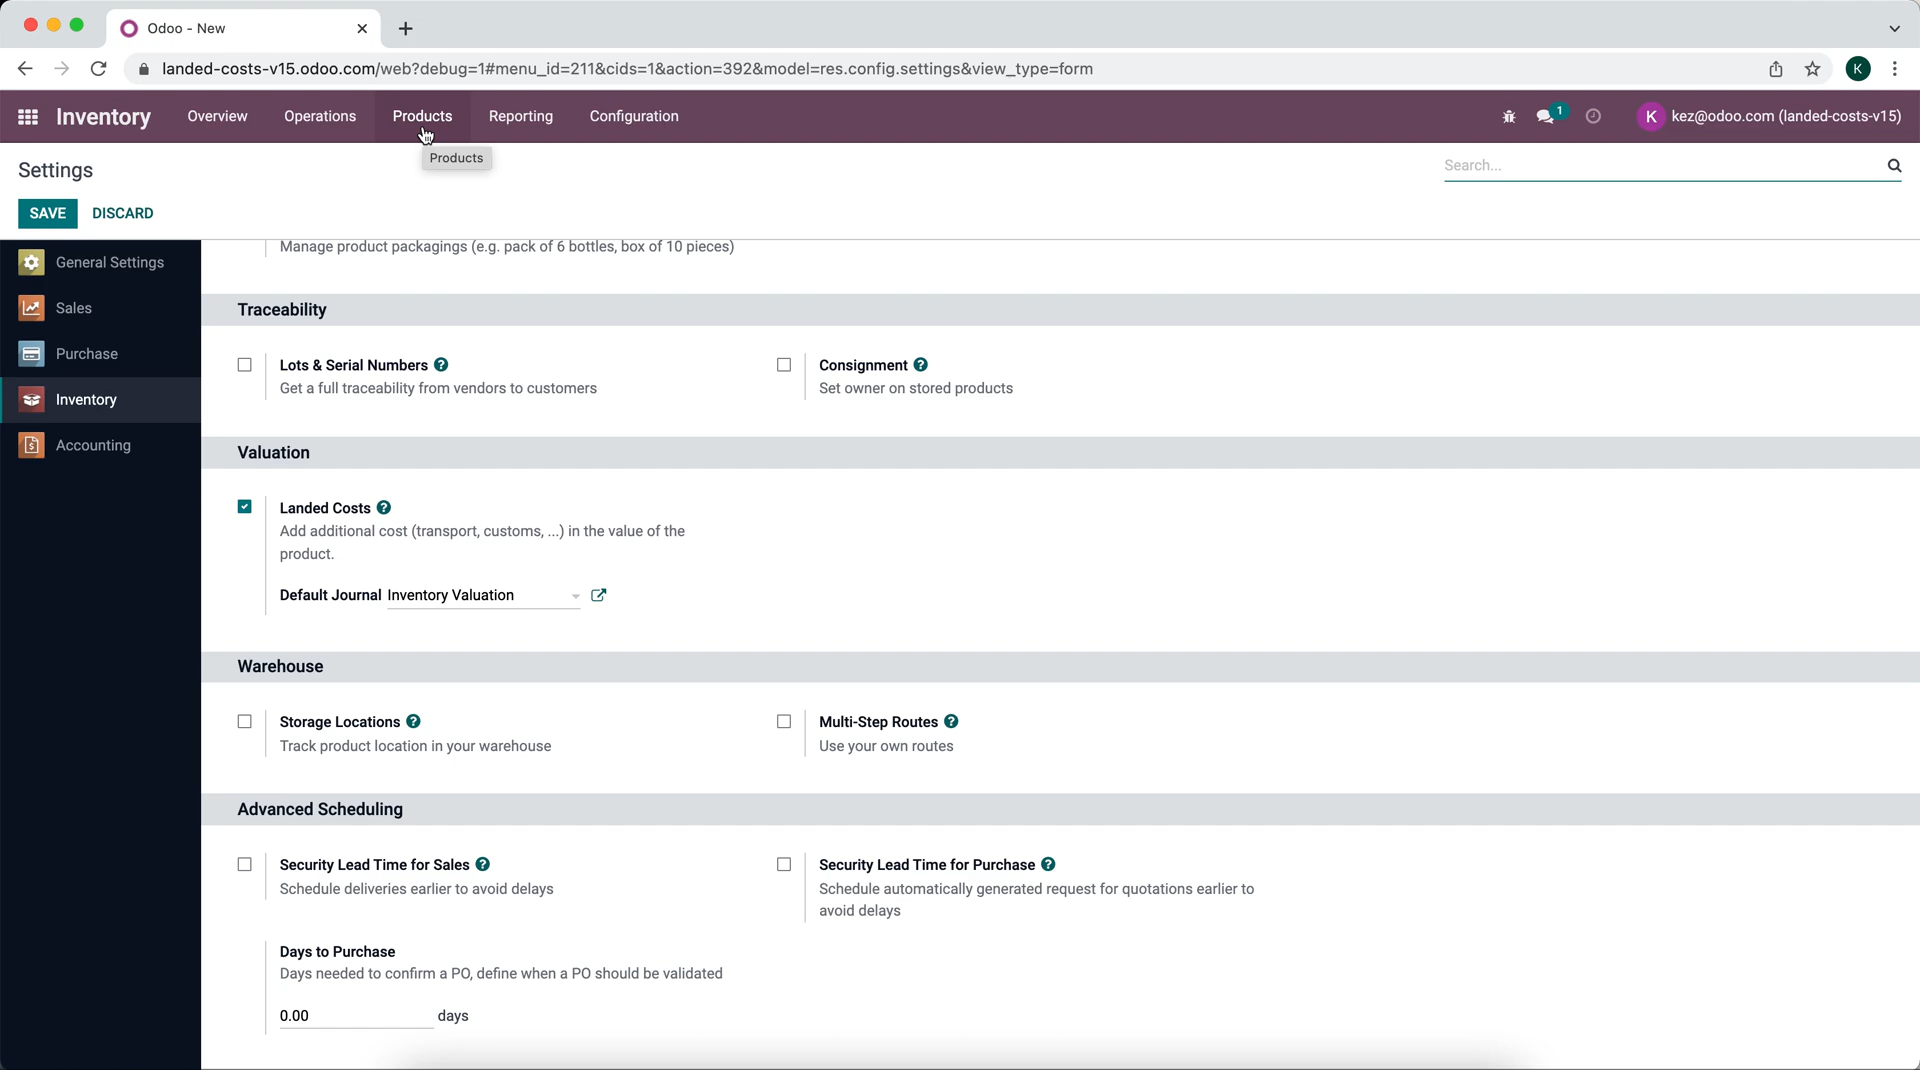 Odoo - New
landed-costs-v15.odoo.com/web?debug=1#menu_id=211&cids=1&action=392&model=res.config.settings&view_type=form
K
Inventory
Overview
Operations
Products
Reporting
Configuration
1
K
kez@odoo.com (landed-costs-v15)
Products
Settings
Search...
SAVE
DISCARD
General Settings
Sales
Purchase
Inventory
Accounting
Manage product packagings (e.g. pack of 6 bottles, box of 10 pieces)
Traceability
Lots & Serial Numbers ?
Get a full traceability from vendors to customers
Consignment ?
Set owner on stored products
Valuation
Landed Costs ?
Add additional cost (transport, customs, ...) in the value of the
product.
Default Journal Inventory Valuation
Warehouse
Storage Locations ?
Track product location in your warehouse
Multi-Step Routes ?
Use your own routes
Advanced Scheduling
Security Lead Time for Sales ?
Schedule deliveries earlier to avoid delays
Security Lead Time for Purchase ?
Schedule automatically generated request for quotations earlier to
avoid delays
Days to Purchase
Days needed to confirm a PO, define when a PO should be validated
0.00 days